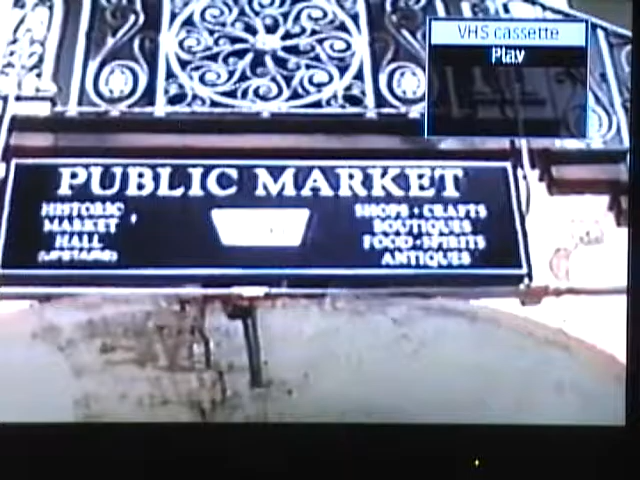 VHS cassette
Play
PUBLIC MARKET
HISTORIC
MARKET
HALL
(UPSTAIRS)
SHOPS • CRAFTS
BOUTIQUES
FOOD • SPIRITS
ANTIQUES